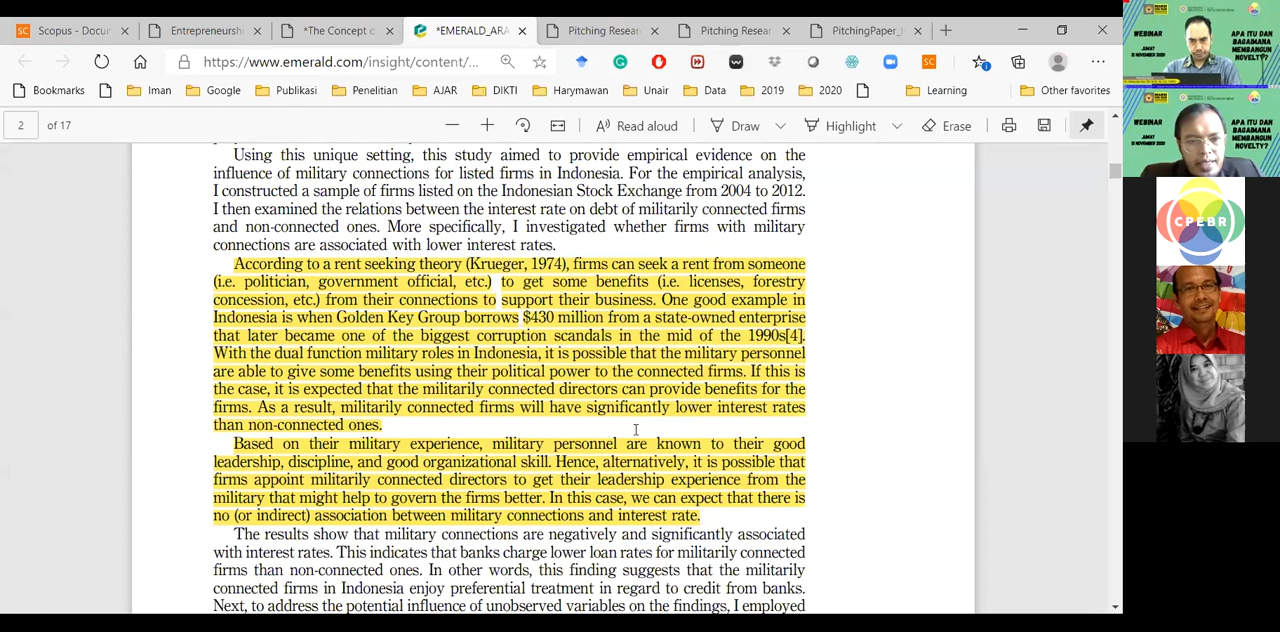 Scopus - Docur
Entrepreneurshi
*The Concept c
*EMERALD_ARA
Pitching Resear
Pitching Resear
PitchingPaper_I
https://www.emerald.com/insight/content/...
Bookmarks
Iman
Google
Publikasi
Penelitian
AJAR
DIKTI
Harymawan
Unair
Data
2019
2020
Learning
Other favorites
2 of 17
Read aloud
Draw
Highlight
Erase
Using this unique setting, this study aimed to provide empirical evidence on the
influence of military connections for listed firms in Indonesia. For the empirical analysis,
I constructed a sample of firms listed on the Indonesian Stock Exchange from 2004 to 2012.
I then examined the relations between the interest rate on debt of militarily connected firms
and non-connected ones. More specifically, I investigated whether firms with military
connections are associated with lower interest rates.
According to a rent seeking theory (Krueger, 1974), firms can seek a rent from someone
(i.e. politician, government official, etc.) to get some benefits (i.e. licenses, forestry
concession, etc.) from their connections to support their business. One good example in
Indonesia is when Golden Key Group borrows $430 million from a state-owned enterprise
that later became one of the biggest corruption scandals in the mid of the 1990s[4].
With the dual function military roles in Indonesia, it is possible that the military personnel
are able to give some benefits using their political power to the connected firms. If this is
the case, it is expected that the militarily connected directors can provide benefits for the
firms. As a result, militarily connected firms will have significantly lower interest rates
than non-connected ones.
Based on their military experience, military personnel are known to their good
leadership, discipline, and good organizational skill. Hence, alternatively, it is possible that
firms appoint militarily connected directors to get their leadership experience from the
military that might help to govern the firms better. In this case, we can expect that there is
no (or indirect) association between military connections and interest rate.
The results show that military connections are negatively and significantly associated
with interest rates. This indicates that banks charge lower loan rates for militarily connected
firms than non-connected ones. In other words, this finding suggests that the militarily
connected firms in Indonesia enjoy preferential treatment in regard to credit from banks.
Next, to address the potential influence of unobserved variables on the findings, I employed
WEBINAR
JUMAT
13 NOVEMBER 2020
APA ITU DAN
BAGAIMANA
MEMBANGUN
NOVELTY?
WEBINAR
JUMAT
13 NOVEMBER 2020
APA ITU DAN
BAGAIMANA
MEMBANGUN
NOVELTY?
CPEBR